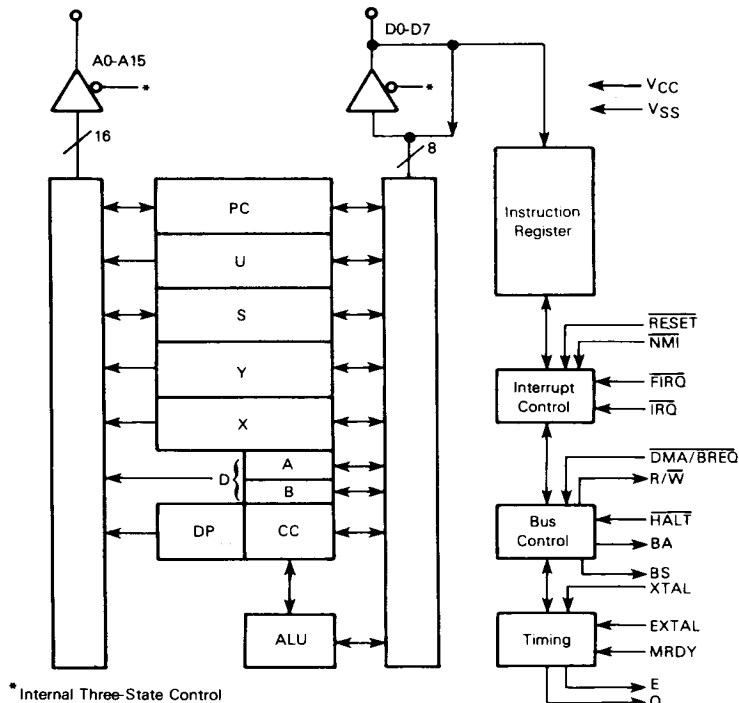 A0-A15
D0-D7
*
*
VCC
VSS
16
8
PC
U
S
Y
X
D {
A
B
DP
CC
ALU
Instruction
Register
RESET
NMI
Interrupt
Control
FIRQ
IRQ
DMA/BREQ
R/W
Bus
Control
HALT
BA
BS
XTAL
Timing
EXTAL
MRDY
E
Q
*Internal Three-State Control